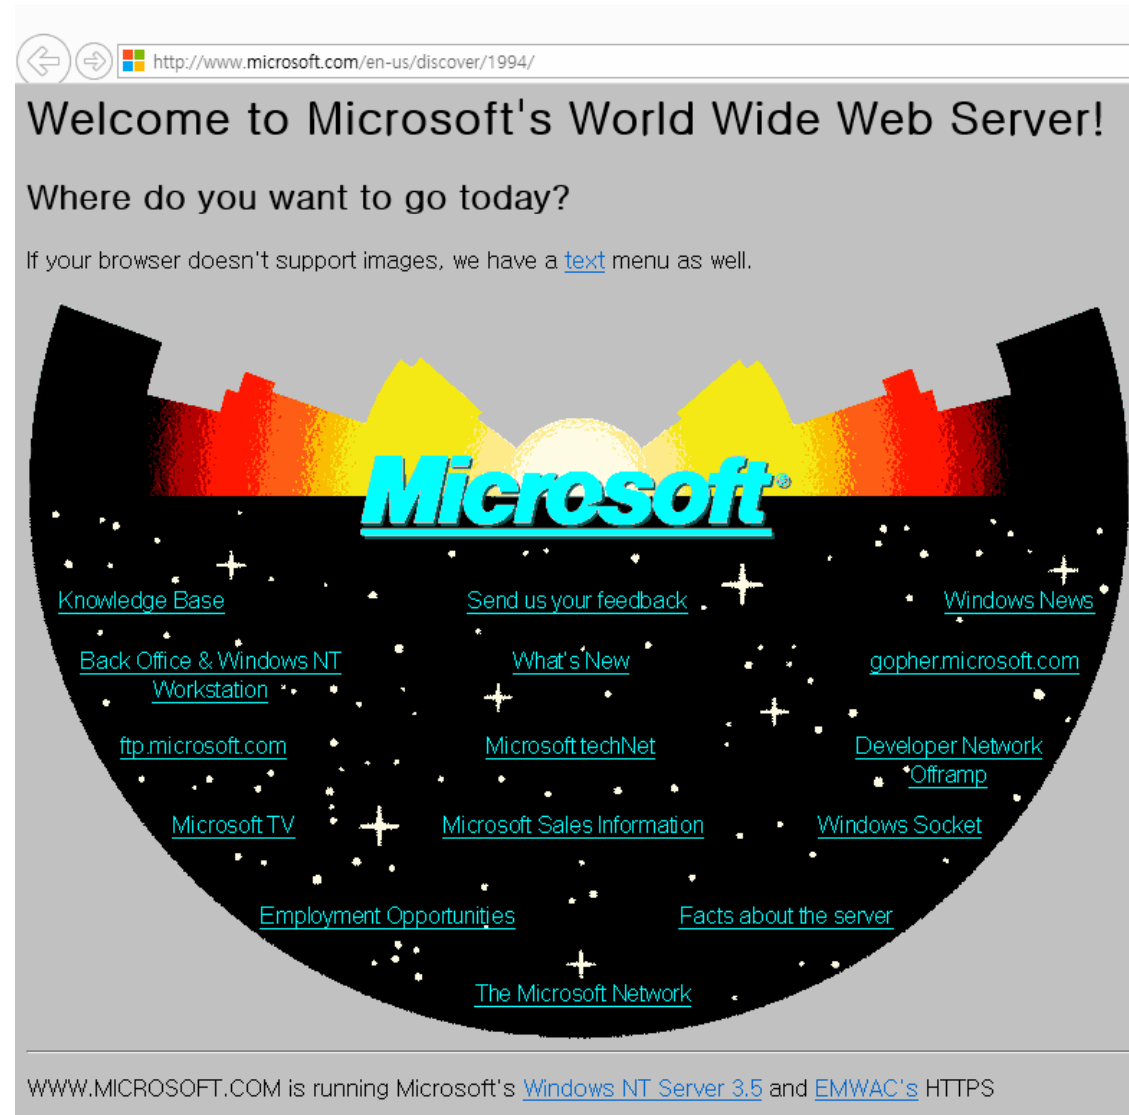 http://www.microsoft.com/en-us/discover/1994/
Welcome to Microsoft's World Wide Web Server!
Where do you want to go today?
If your browser doesn't support images, we have a text menu as well.
Microsoft®
Knowledge Base
Send us your feedback
Windows News
Back Office & Windows NT
Workstation
What's New
gopher.microsoft.com
ftp.microsoft.com
Microsoft techNet
Developer Network
Offramp
Microsoft TV
Microsoft Sales Information
Windows Socket
Employment Opportunities
Facts about the server
The Microsoft Network
WWW.MICROSOFT.COM is running Microsoft's Windows NT Server 3.5 and EMWAC's HTTPS